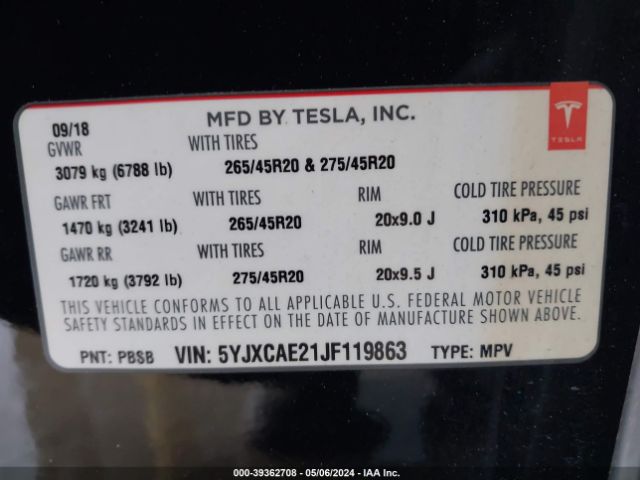 MFD BY TESLA, INC.
TESLA
09/18
GVWR WITH TIRES
3079 kg (6788 lb) 265/45R20 & 275/45R20
GAWR FRT WITH TIRES RIM COLD TIRE PRESSURE
1470 kg (3241 lb) 265/45R20 20x9.0 J 310 kPa, 45 psi
GAWR RR WITH TIRES RIM COLD TIRE PRESSURE
1720 kg (3792 lb) 275/45R20 20x9.5 J 310 kPa, 45 psi
THIS VEHICLE CONFORMS TO ALL APPLICABLE U.S. FEDERAL MOTOR VEHICLE
SAFETY STANDARDS IN EFFECT ON THE DATE OF MANUFACTURE SHOWN ABOVE.
PNT: PBSB VIN: 5YJXCAE21JF119863 TYPE: MPV
000-39362708 - 05/06/2024 - IAA Inc.